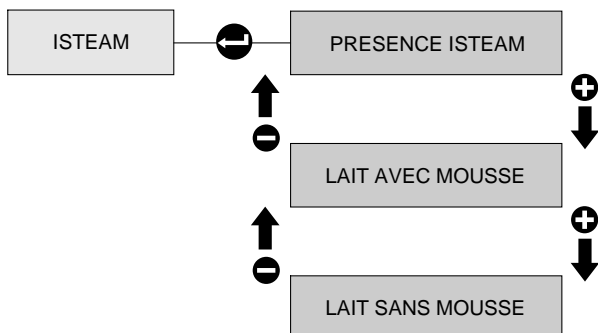 ISTEAM
PRESENCE ISTEAM
LAIT AVEC MOUSSE
LAIT SANS MOUSSE